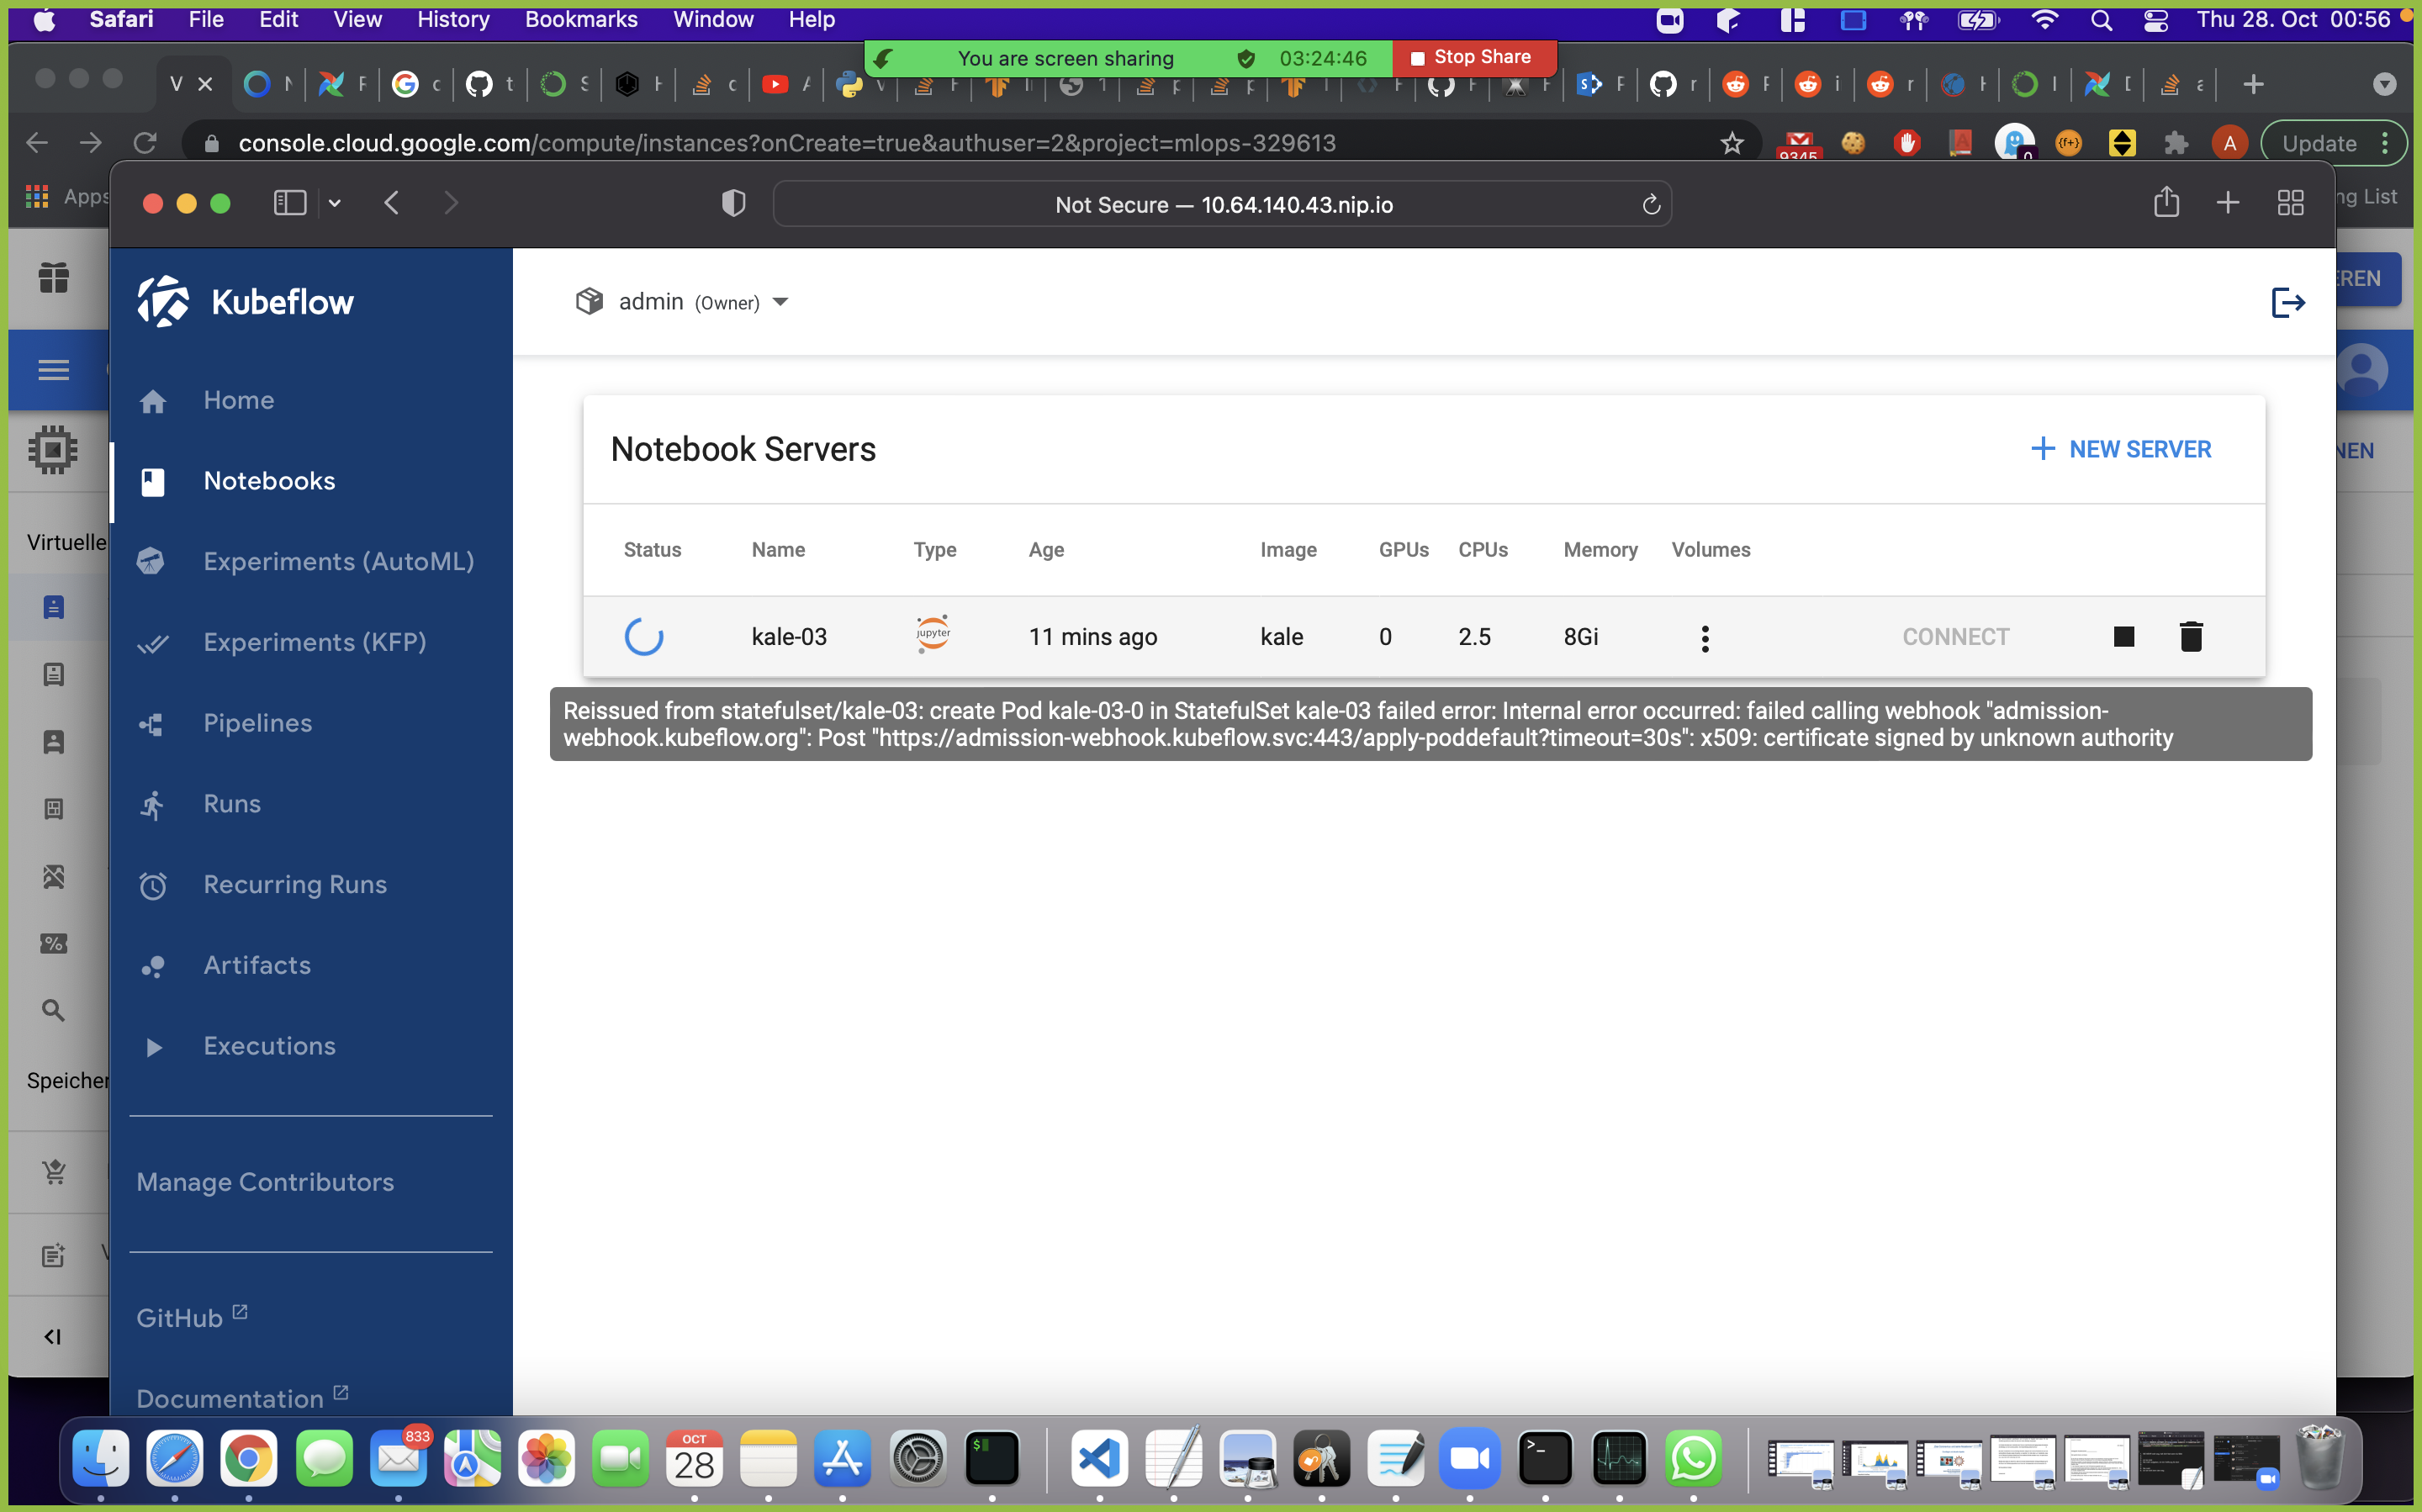 Safari File Edit View History Bookmarks Window Help Thu 28. Oct 00:56
You are screen sharing 03:24:46 Stop Share
console.cloud.google.com/compute/instances?onCreate=true&authuser=2&project=mlops-329613
9345
0
A
Update
Apps
ng List
Not Secure — 10.64.140.43.nip.io
Kubeflow
admin (Owner)
EREN
Home
Notebook Servers
NEW SERVER
NEN
Notebooks
Virtuelle
Status Name Type Age Image GPUs CPUs Memory Volumes
Experiments (AutoML)
kale-03 jupyter 11 mins ago kale 0 2.5 8Gi CONNECT
Experiments (KFP)
Reissued from statefulset/kale-03: create Pod kale-03-0 in StatefulSet kale-03 failed error: Internal error occurred: failed calling webhook "admission-
webhook.kubeflow.org": Post "https://admission-webhook.kubeflow.svc:443/apply-poddefault?timeout=30s": x509: certificate signed by unknown authority
Pipelines
Runs
Recurring Runs
Artifacts
Executions
Speicher
Manage Contributors
GitHub
Documentation
833
OCT
28